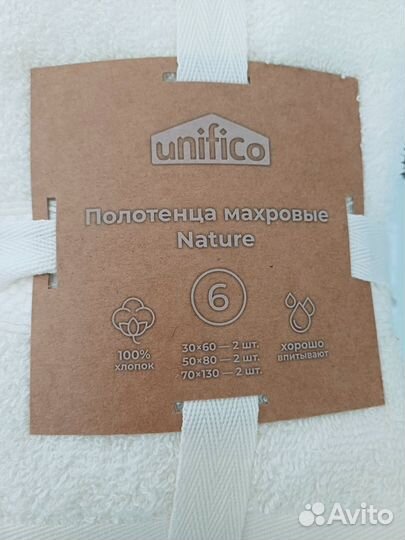 unifico
Полотенца махровые
Nature
6
100%
хлопок
30×60 — 2 шт.
50×80 — 2 шт.
70×130 — 2 шт.
хорошо
впитывают
Avito